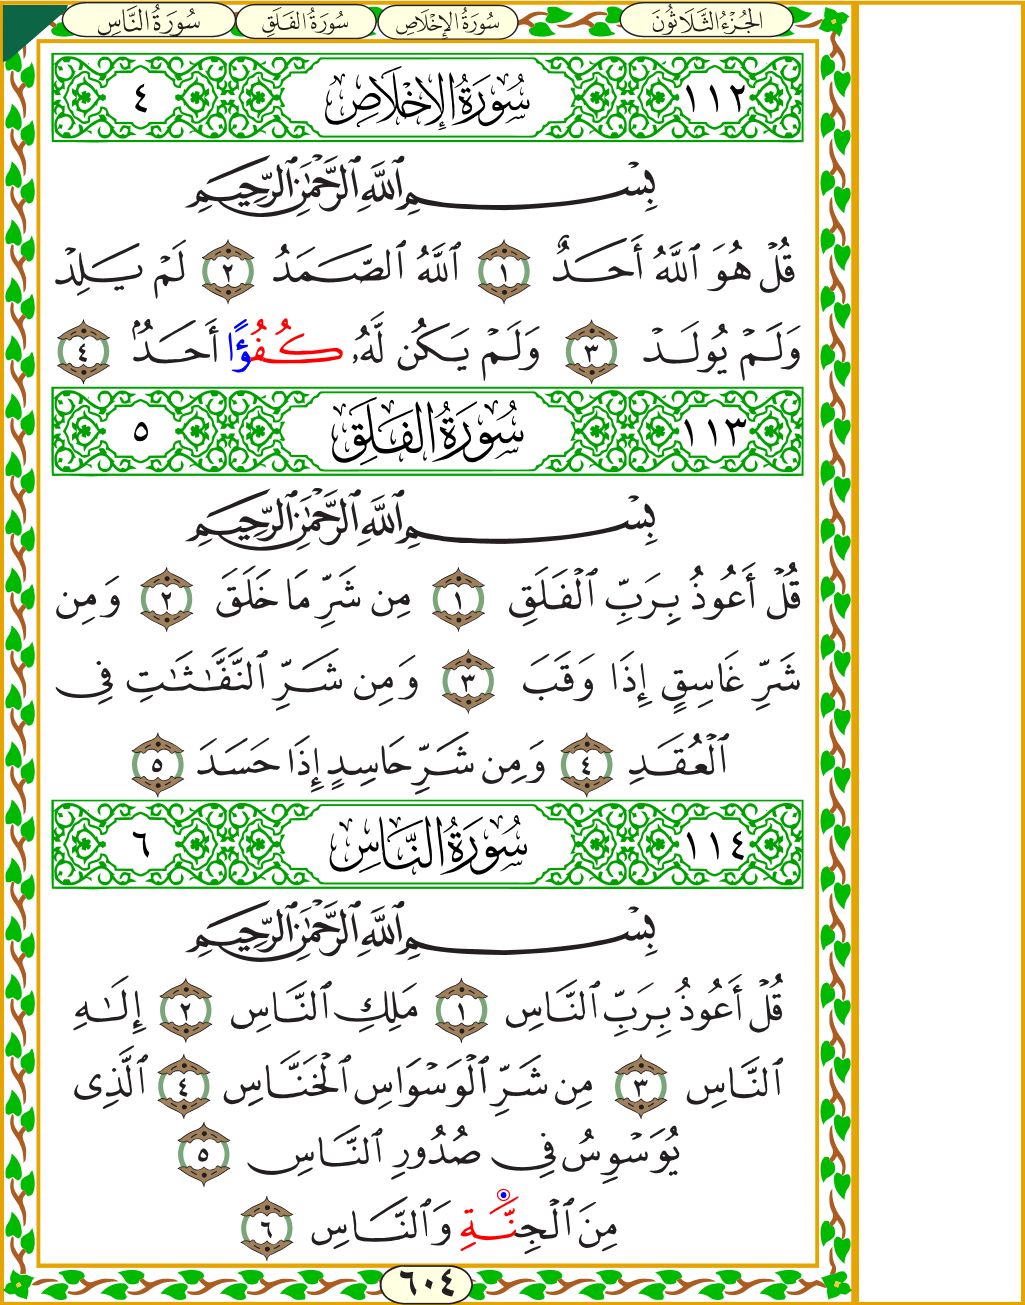 الجُزْءُ الثَّلَاثُونَ سُورَةُ الإِخْلَاصِ سُورَةُ الفَلَقِ سُورَةُ النَّاسِ
١١٢ سُورَةُ الإِخْلَاصِ ٤
بِسْمِ ٱللَّهِ ٱلرَّحْمَٰنِ ٱلرَّحِيمِ
قُلْ هُوَ ٱللَّهُ أَحَدٌ ١ ٱللَّهُ ٱلصَّمَدُ ٢ لَمْ يَلِدْ
وَلَمْ يُولَدْ ٣ وَلَمْ يَكُن لَّهُۥ كُفُؤًا أَحَدٌۢ ٤
١١٣ سُورَةُ الفَلَقِ ٥
بِسْمِ ٱللَّهِ ٱلرَّحْمَٰنِ ٱلرَّحِيمِ
قُلْ أَعُوذُ بِرَبِّ ٱلْفَلَقِ ١ مِن شَرِّ مَا خَلَقَ ٢ وَمِن
شَرِّ غَاسِقٍ إِذَا وَقَبَ ٣ وَمِن شَرِّ ٱلنَّفَّٰثَٰتِ فِى
ٱلْعُقَدِ ٤ وَمِن شَرِّ حَاسِدٍ إِذَا حَسَدَ ٥
١١٤ سُورَةُ النَّاسِ ٦
بِسْمِ ٱللَّهِ ٱلرَّحْمَٰنِ ٱلرَّحِيمِ
قُلْ أَعُوذُ بِرَبِّ ٱلنَّاسِ ١ مَلِكِ ٱلنَّاسِ ٢ إِلَٰهِ
ٱلنَّاسِ ٣ مِن شَرِّ ٱلْوَسْوَاسِ ٱلْخَنَّاسِ ٤ ٱلَّذِى
يُوَسْوِسُ فِى صُدُورِ ٱلنَّاسِ ٥
مِنَ ٱلْجِنَّةِ وَٱلنَّاسِ ٦
٦٠٤